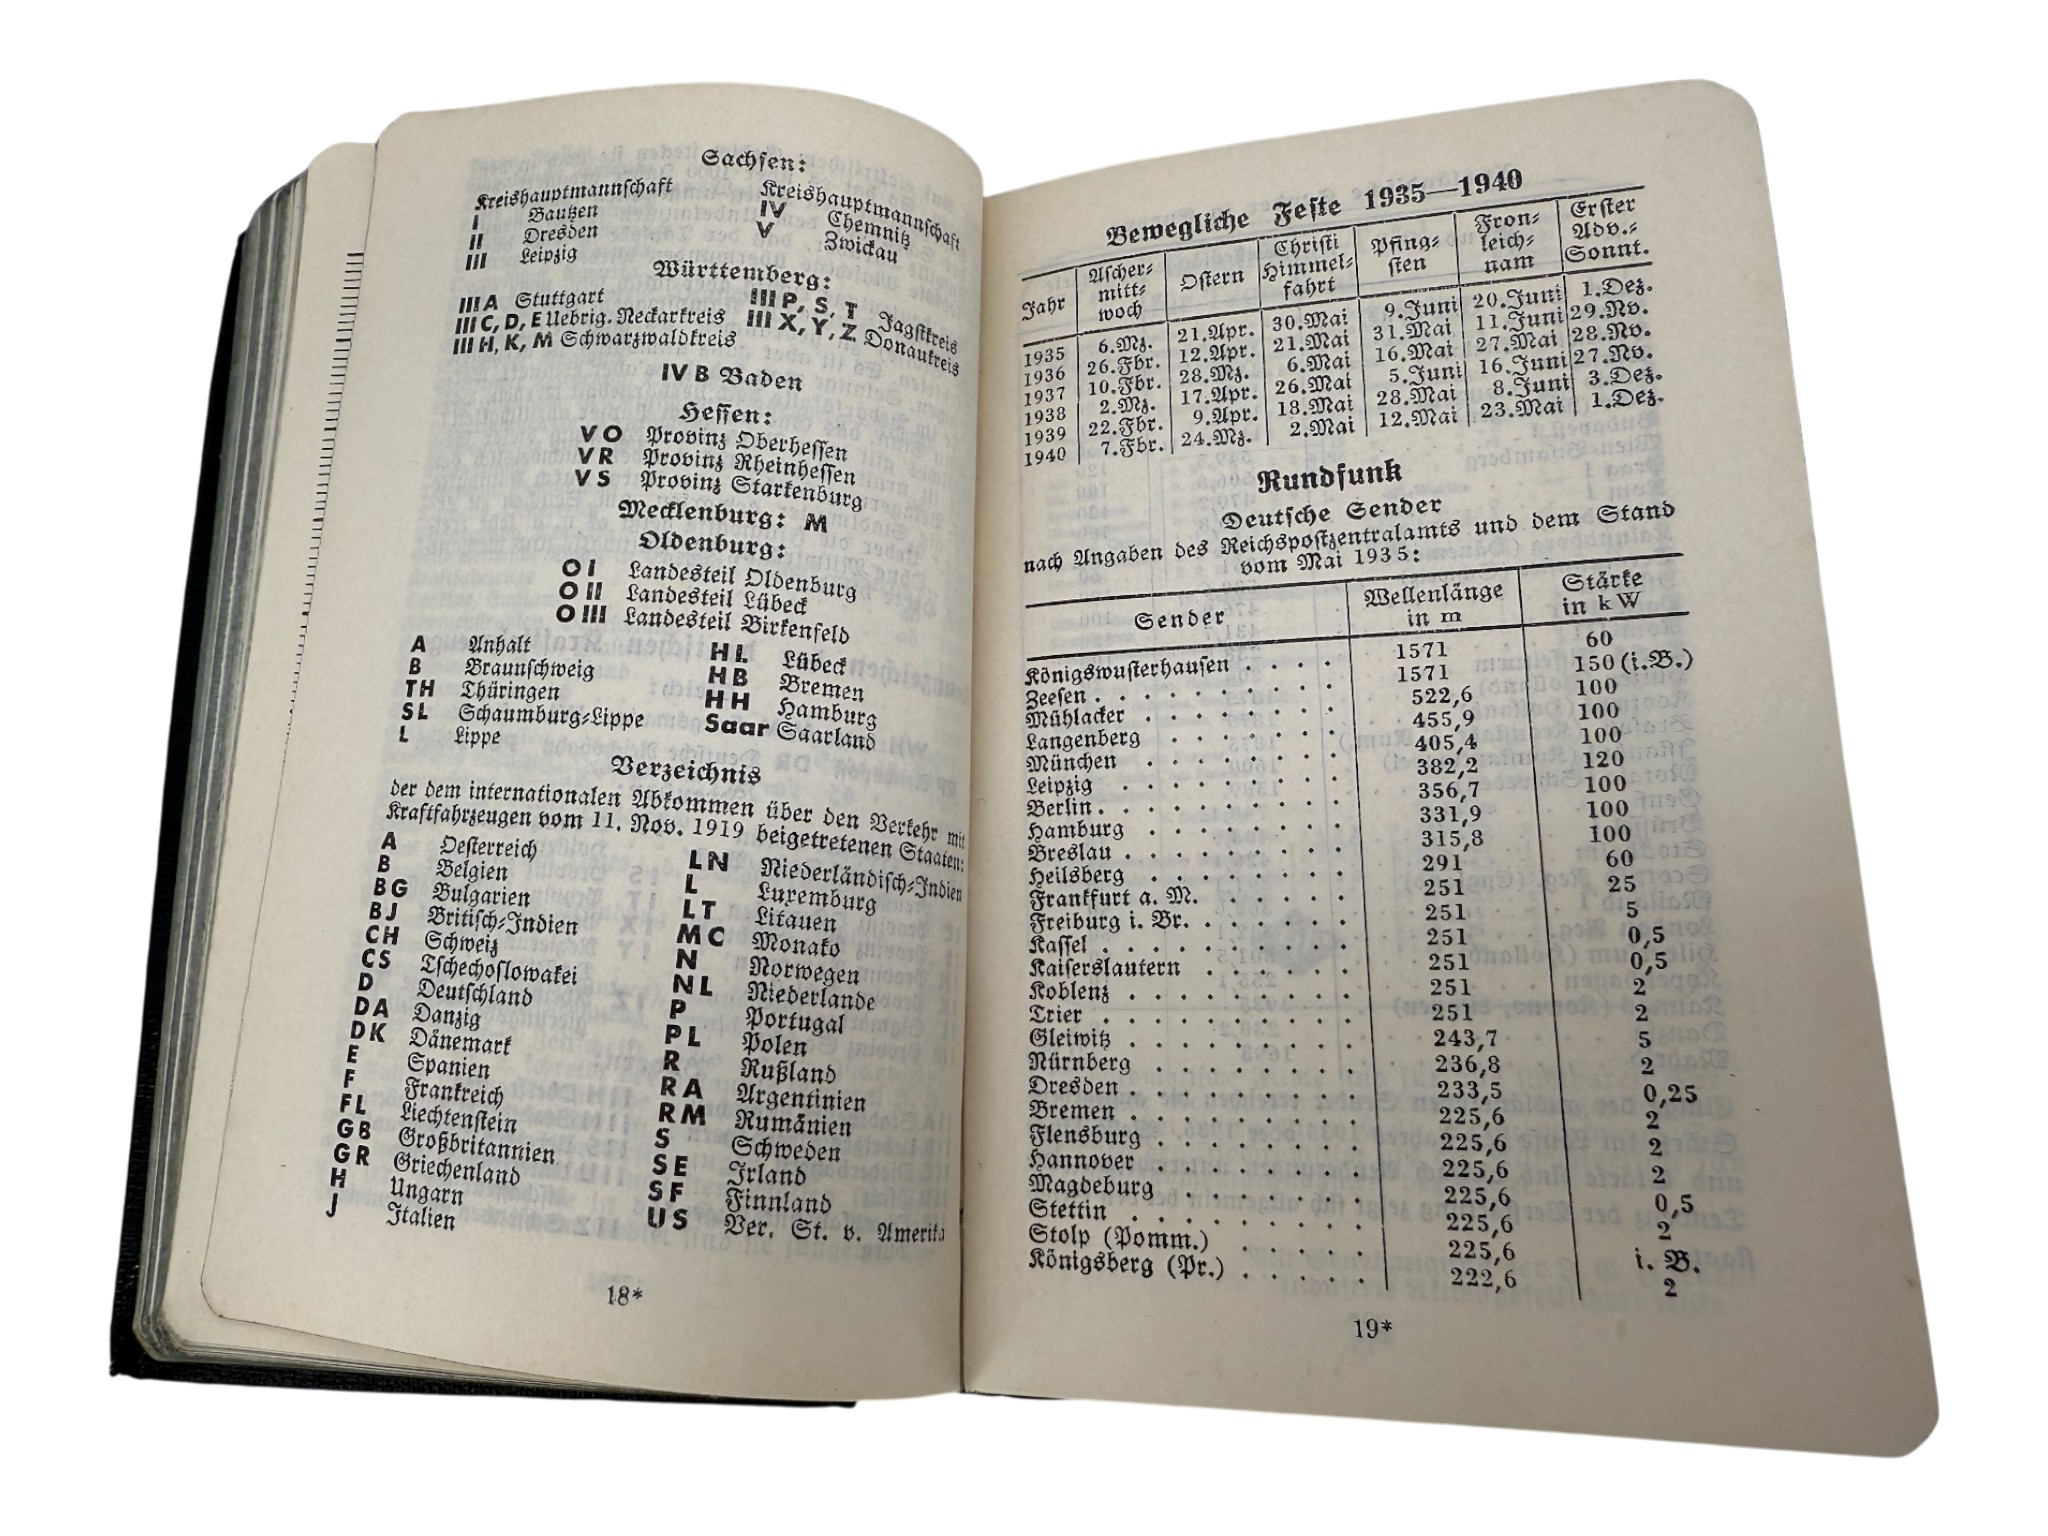 Sachsen:
Kreishauptmannschaft Kreishauptmannschaft
I Bautzen IV Chemnitz
II Dresden V Zwickau
III Leipzig
Württemberg:
III A Stuttgart III P, S, T Jagstkreis
III C, D, E Uebrig. Neckarkreis III X, Y, Z Donaukreis
III H, K, M Schwarzwaldkreis
IV B Baden
Hessen:
V O Provinz Oberhessen
V R Provinz Rheinhessen
V S Provinz Starkenburg
Mecklenburg: M
Oldenburg:
O I Landesteil Oldenburg
O II Landesteil Lübeck
O III Landesteil Birkenfeld
A Anhalt HL Lübeck
B Braunschweig HB Bremen
TH Thüringen HH Hamburg
SL Schaumburg-Lippe Saar Saarland
L Lippe
Verzeichnis
der dem internationalen Abkommen über den Verkehr mit
Kraftfahrzeugen vom 11. Nov. 1919 beigetretenen Staaten:
A Oesterreich LN Niederländisch-Indien
B Belgien L Luxemburg
BG Bulgarien LT Litauen
BJ Britisch-Indien MC Monako
CH Schweiz N Norwegen
CS Tschechoslowakei NL Niederlande
D Deutschland P Portugal
DA Danzig PL Polen
DK Dänemark R Rußland
E Spanien RA Argentinien
F Frankreich RM Rumänien
FL Liechtenstein S Schweden
GB Großbritannien SE Irland
GR Griechenland SF Finnland
H Ungarn US Ver. St. v. Amerika
J Italien
18*
Bewegliche Feste 1935—1940
Jahr Aschermitt-woch Ostern Christi Himmel-fahrt Pfing-sten Fron-leich-nam Erster Adv.-Sonnt.
1935 6.Mz. 21.Apr. 30.Mai 9.Juni 20.Juni 1.Dez.
1936 26.Fbr. 12.Apr. 21.Mai 31.Mai 11.Juni 29.Nv.
1937 10.Fbr. 28.Mz. 6.Mai 16.Mai 27.Mai 28.Nv.
1938 2.Mz. 17.Apr. 26.Mai 5.Juni 16.Juni 27.Nv.
1939 22.Fbr. 9.Apr. 18.Mai 28.Mai 8.Juni 3.Dez.
1940 7.Fbr. 24.Mz. 2.Mai 12.Mai 23.Mai 1.Dez.
Rundfunk
Deutsche Sender
nach Angaben des Reichspostzentralamts und dem Stand
vom Mai 1935:
Sender Wellenlänge in m Stärke in kW
Königswusterhausen . . . . 1571 60
Zeesen . . . . . . . . . . 1571 150 (i.B.)
Mühlacker . . . . . . . . 522,6 100
Langenberg . . . . . . . . 455,9 100
München . . . . . . . . 405,4 100
Leipzig . . . . . . . . . 382,2 120
Berlin . . . . . . . . . . 356,7 100
Hamburg . . . . . . . . 331,9 100
Breslau . . . . . . . . . 315,8 100
Heilsberg . . . . . . . . 291 60
Frankfurt a. M. . . . . . . 251 25
Freiburg i. Br. . . . . . . 251 5
Kassel . . . . . . . . . . 251 0,5
Kaiserslautern . . . . . . 251 0,5
Koblenz . . . . . . . . . 251 2
Trier . . . . . . . . . . 251 2
Gleiwitz . . . . . . . . . 243,7 5
Nürnberg . . . . . . . . 236,8 2
Dresden . . . . . . . . . 233,5 0,25
Bremen . . . . . . . . . 225,6 2
Flensburg . . . . . . . . 225,6 2
Hannover . . . . . . . . 225,6 2
Magdeburg . . . . . . . . 225,6 0,5
Stettin . . . . . . . . . 225,6 2
Stolp (Pomm.) . . . . . 225,6 i. B.
Königsberg (Pr.) . . . . . 222,6 2
19*